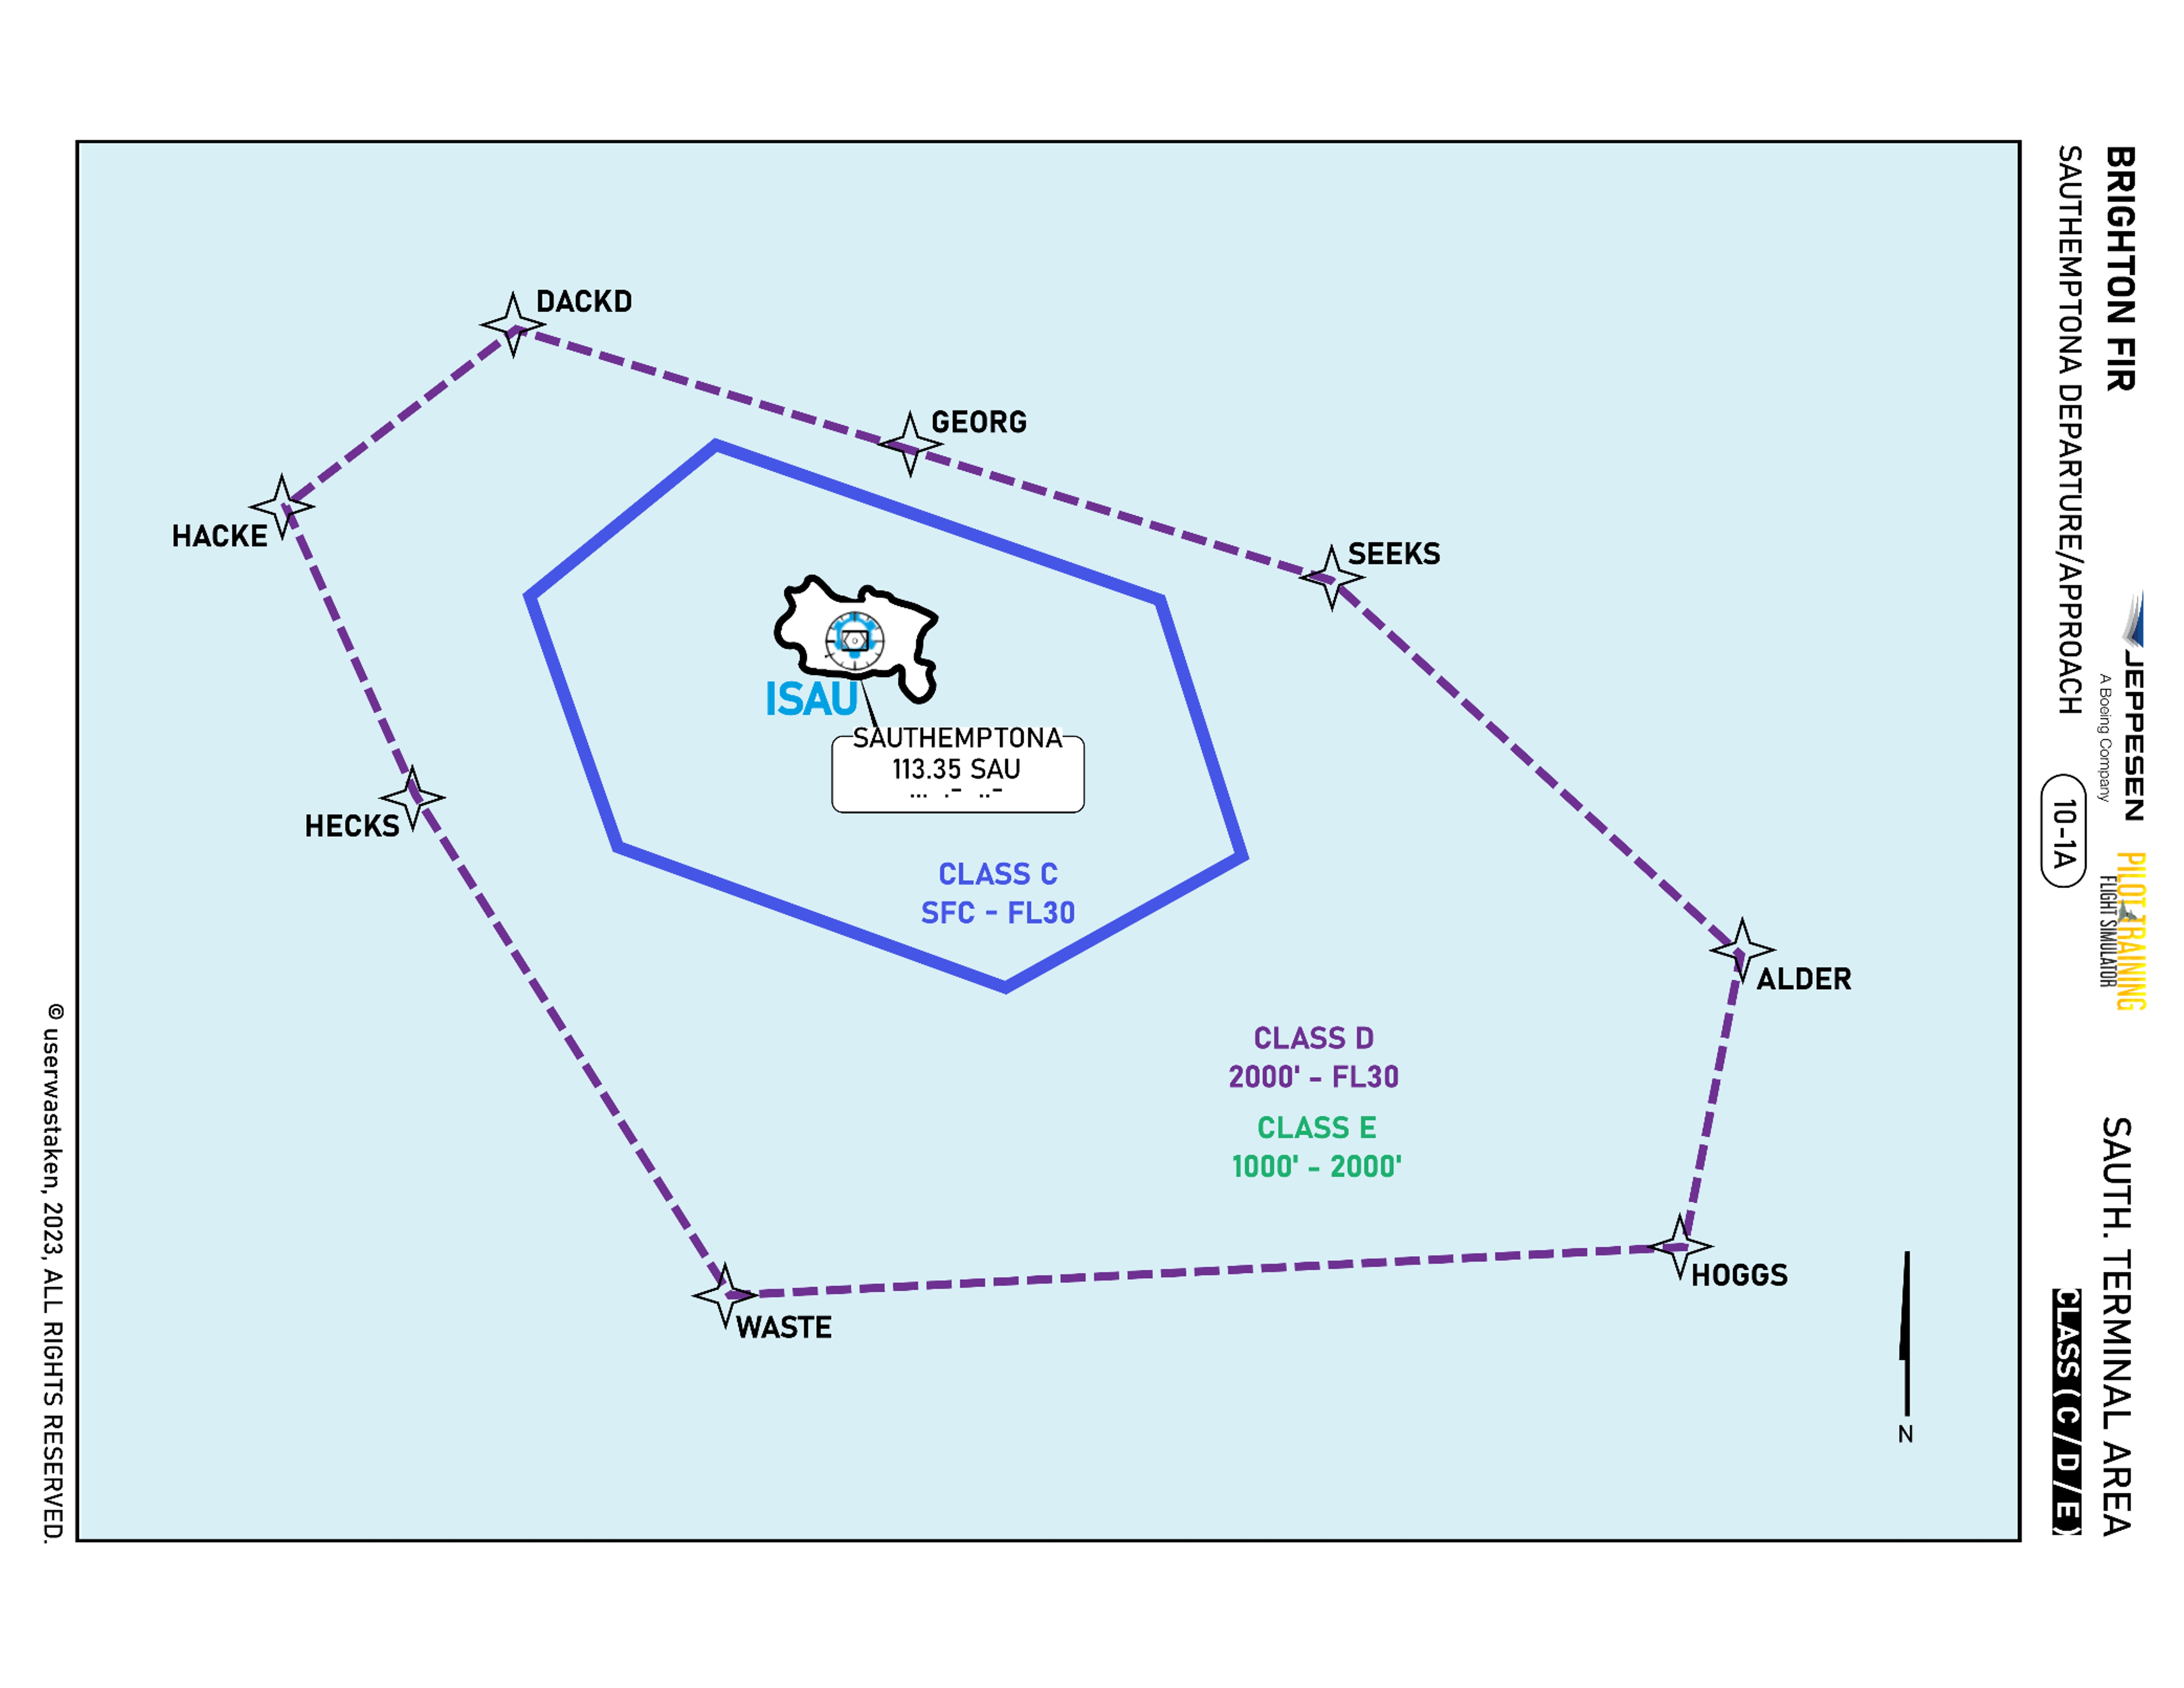 BRIGHTON FIR
SAUTHEMPTONA DEPARTURE/APPROACH
JEPPESEN
A Boeing Company
10-1A
PILOT TRAINING
FLIGHT SIMULATOR
SAUTH. TERMINAL AREA
CLASS (C/D/E)
DACKD
GEORG
HACKE
SEEKS
ISAU
SAUTHEMPTONA
113.35 SAU
... .- ..-
HECKS
CLASS C
SFC - FL30
ALDER
CLASS D
2000' - FL30
CLASS E
1000' - 2000'
HOGGS
WASTE
N
© userwastaken, 2023, ALL RIGHTS RESERVED.